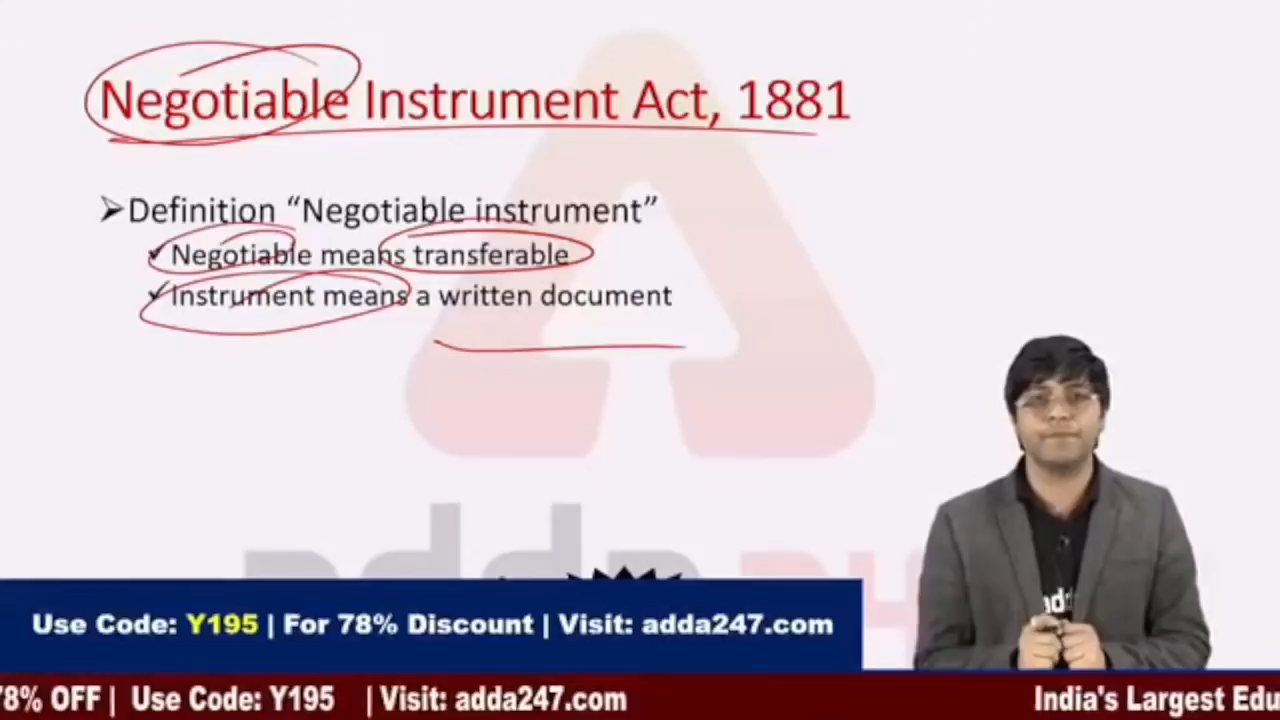 Negotiable Instrument Act, 1881
➢Definition “Negotiable instrument”
✓Negotiable means transferable
✓Instrument means a written document
adda
Use Code: Y195 | For 78% Discount | Visit: adda247.com
78% OFF | Use Code: Y195 | Visit: adda247.com
India's Largest Edu